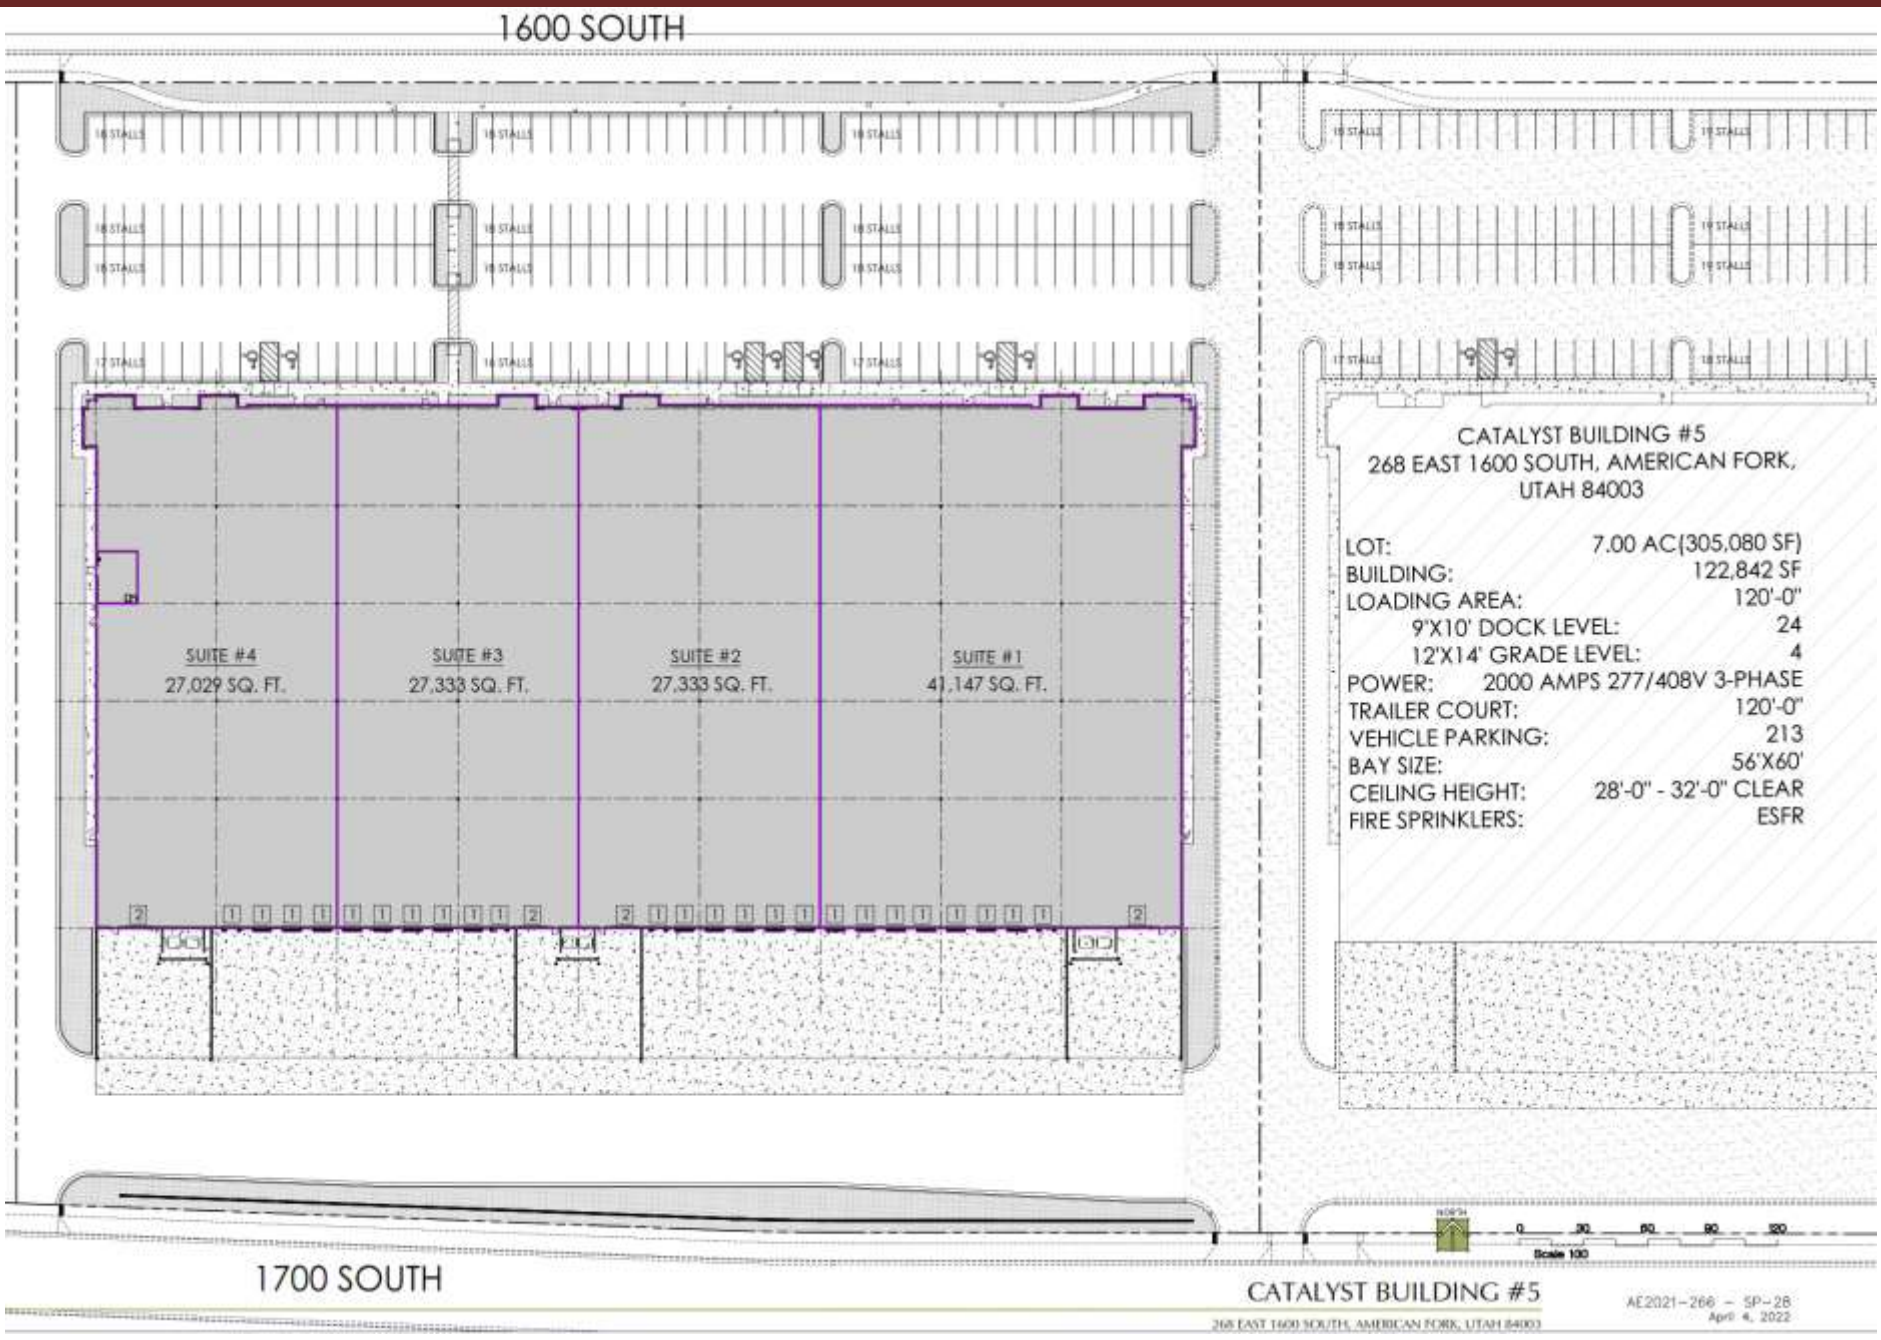 1600 SOUTH
18 STALLS
18 STALLS
18 STALLS
18 STALLS
19 STALLS
18 STALLS
18 STALLS
18 STALLS
18 STALLS
19 STALLS
18 STALLS
18 STALLS
18 STALLS
18 STALLS
19 STALLS
17 STALLS
16 STALLS
17 STALLS
17 STALLS
18 STALLS
CATALYST BUILDING #5
268 EAST 1600 SOUTH, AMERICAN FORK,
UTAH 84003
LOT: 7.00 AC(305,080 SF)
BUILDING: 122,842 SF
LOADING AREA: 120'-0"
9'X10' DOCK LEVEL: 24
12'X14' GRADE LEVEL: 4
POWER: 2000 AMPS 277/408V 3-PHASE
TRAILER COURT: 120'-0"
VEHICLE PARKING: 213
BAY SIZE: 56'X60'
CEILING HEIGHT: 28'-0" - 32'-0" CLEAR
FIRE SPRINKLERS: ESFR
SUITE #4
27,029 SQ. FT.
SUITE #3
27,333 SQ. FT.
SUITE #2
27,333 SQ. FT.
SUITE #1
41,147 SQ. FT.
2 1 1 1 1 1 1 1 1 1 1 2 2 1 1 1 1 1 1 1 1 1 1 1 1 1 1 2
NORTH
0 30 60 90 120
Scale 100
1700 SOUTH
CATALYST BUILDING #5
268 EAST 1600 SOUTH, AMERICAN FORK, UTAH 84003
AE2021-266 - SP-28
April 4, 2022